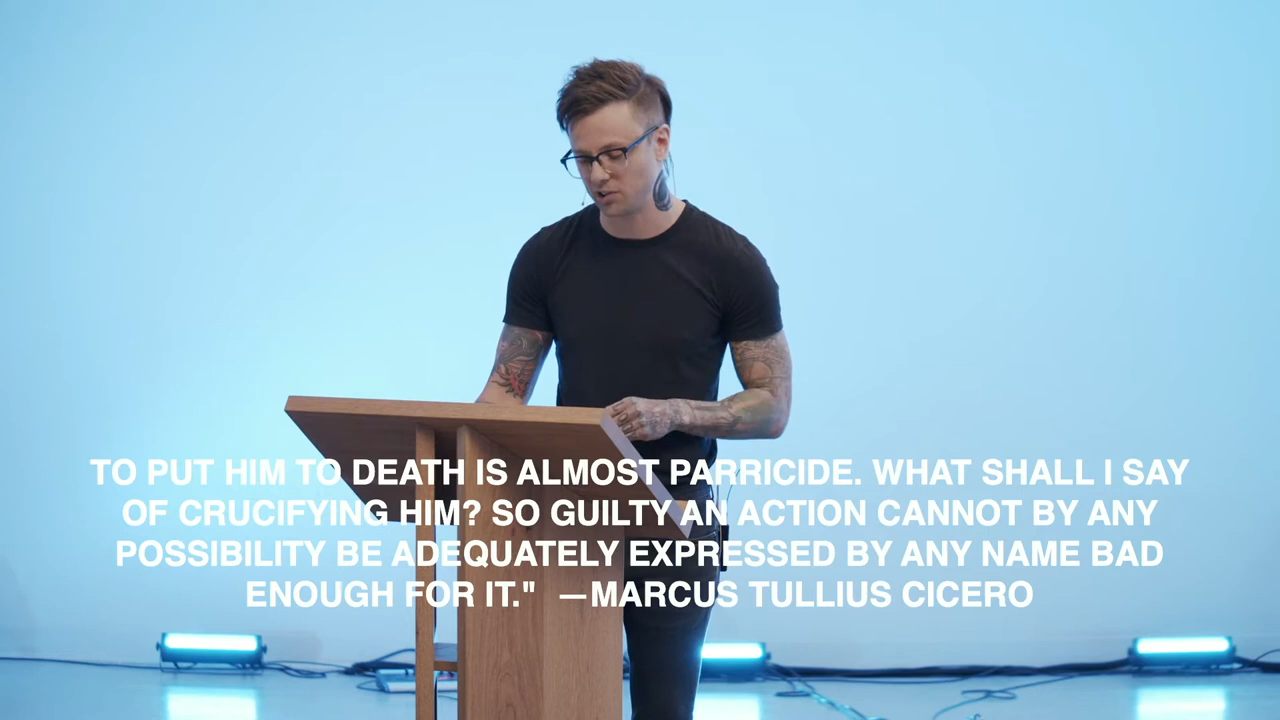 TO PUT HIM TO DEATH IS ALMOST PARRICIDE. WHAT SHALL I SAY
OF CRUCIFYING HIM? SO GUILTY AN ACTION CANNOT BY ANY
POSSIBILITY BE ADEQUATELY EXPRESSED BY ANY NAME BAD
ENOUGH FOR IT."  —MARCUS TULLIUS CICERO